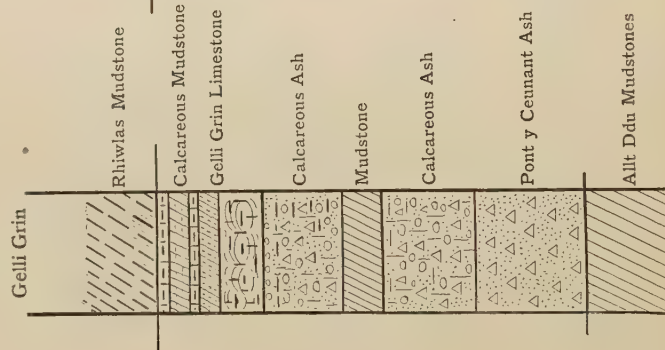 Gelli Grin
Rhiwlas Mudstone
Calcareous Mudstone
Gelli Grin Limestone
Calcareous Ash
Mudstone
Calcareous Ash
Pont y Ceunant Ash
Allt Ddu Mudstones